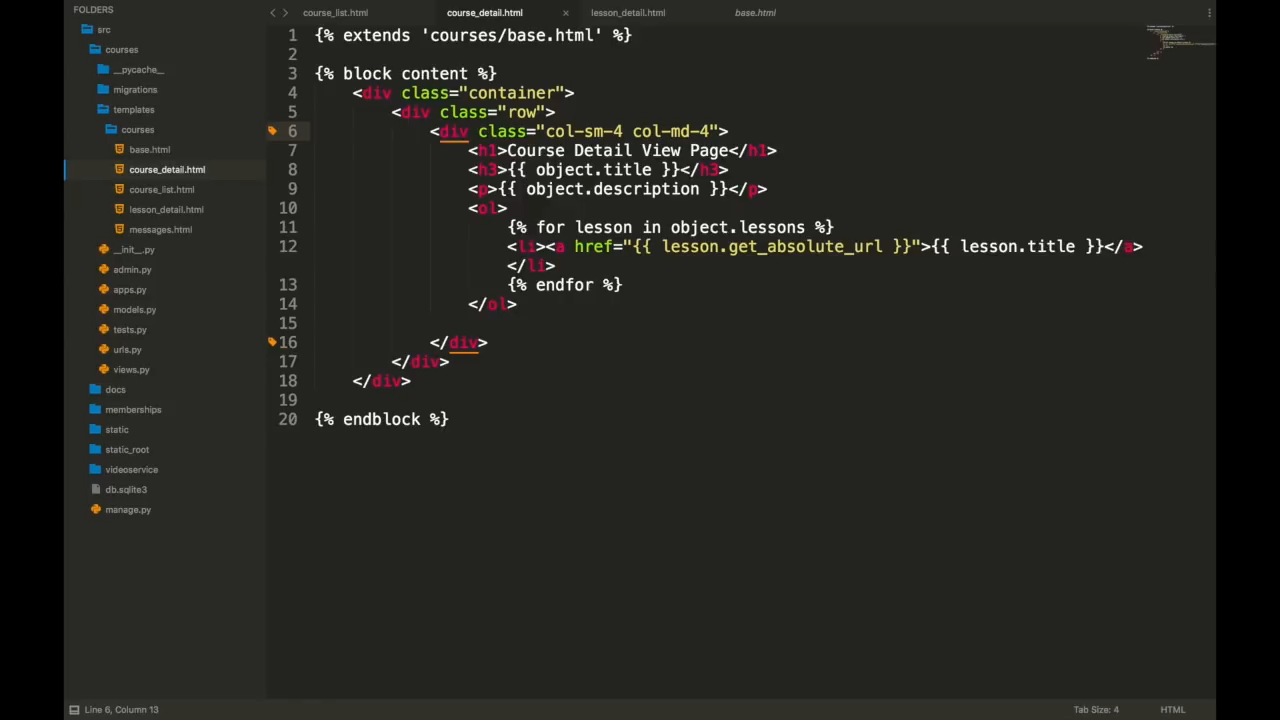 FOLDERS
src
courses
__pycache__
migrations
templates
courses
base.html
course_detail.html
course_list.html
lesson_detail.html
messages.html
__init__.py
admin.py
apps.py
models.py
tests.py
urls.py
views.py
docs
memberships
static
static_root
videoservice
db.sqlite3
manage.py
course_list.html course_detail.html × lesson_detail.html base.html
1 {% extends 'courses/base.html' %}
2
3 {% block content %}
4 <div class="container">
5 <div class="row">
6 <div class="col-sm-4 col-md-4">
7 <h1>Course Detail View Page</h1>
8 <h3>{{ object.title }}</h3>
9 <p>{{ object.description }}</p>
10 <ol>
11 {% for lesson in object.lessons %}
12 <li><a href="{{ lesson.get_absolute_url }}">{{ lesson.title }}</a>
</li>
13 {% endfor %}
14 </ol>
15
16 </div>
17 </div>
18 </div>
19
20 {% endblock %}
Line 6, Column 13
Tab Size: 4
HTML